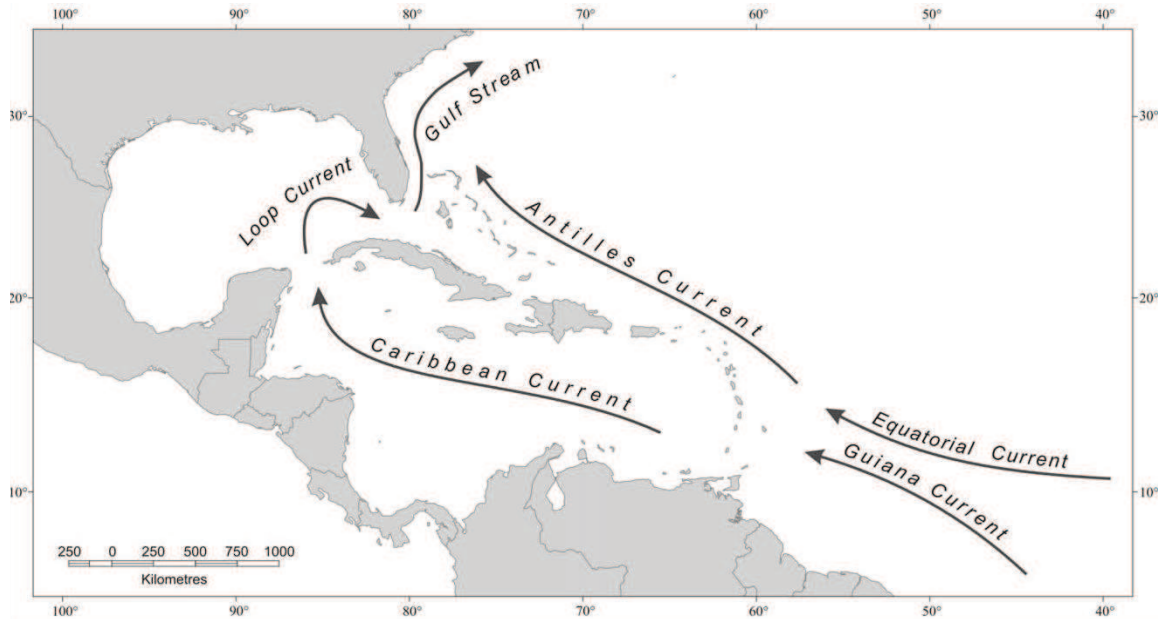 100° 90° 80° 70° 60° 50° 40°
Gulf Stream
30° 30°
Loop Current
Antilles Current
20° 20°
Caribbean Current
Equatorial Current
Guiana Current
10° 10°
250 0 250 500 750 1000
Kilometres
100° 90° 80° 70° 60° 50° 40°